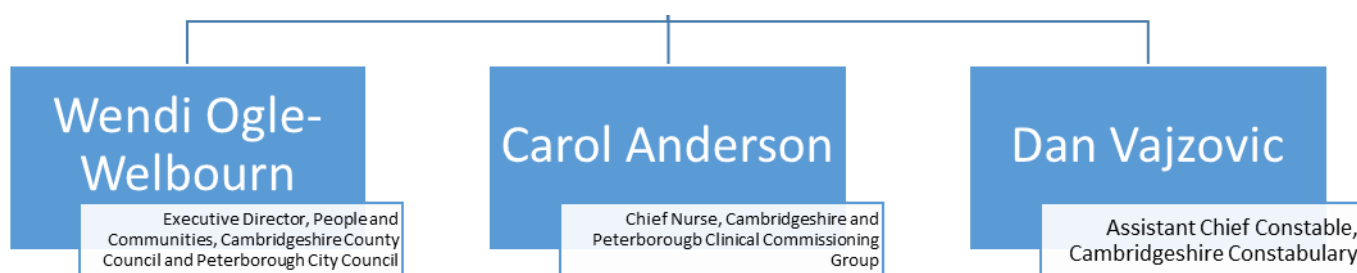 Wendi Ogle-
Welbourn
Executive Director, People and
Communities, Cambridgeshire County
Council and Peterborough City Council
Carol Anderson
Chief Nurse, Cambridgeshire and
Peterborough Clinical Commissioning
Group
Dan Vajzovic
Assistant Chief Constable,
Cambridgeshire Constabulary